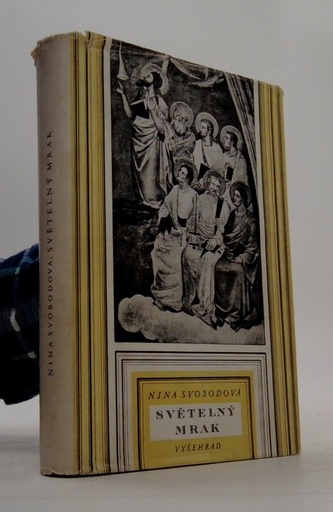 NINA SVOBODOVÁ: SVĚTELNÝ MRAK
NINA SVOBODOVÁ
SVĚTELNÝ
MRAK
VYŠEHRAD